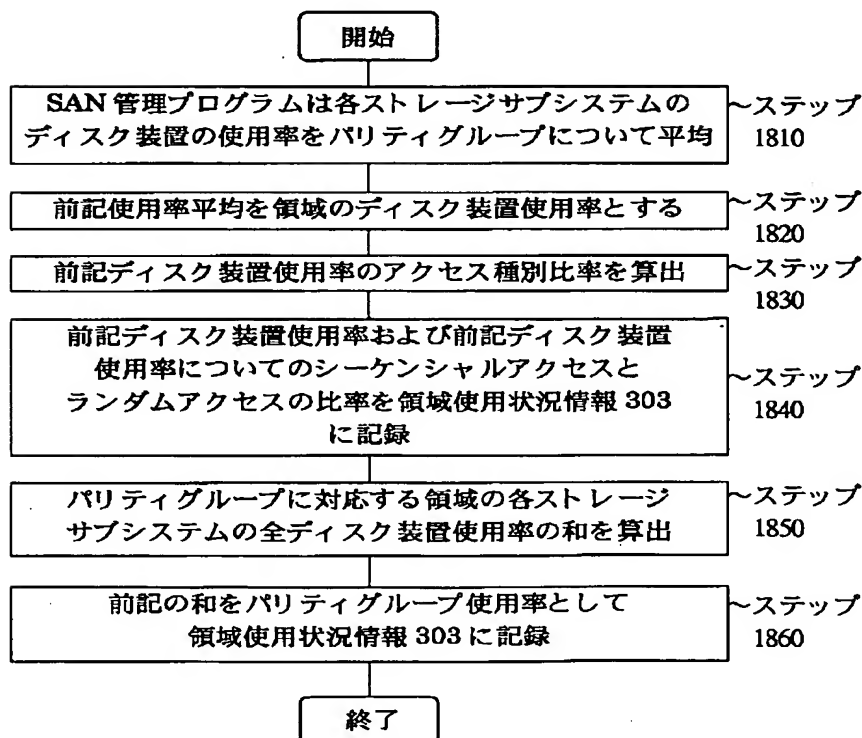 開始
SAN 管理プログラムは各ストレージサブシステムの
ディスク装置の使用率をパリティグループについて平均
～ステップ
1810
前記使用率平均を領域のディスク装置使用率とする
～ステップ
1820
前記ディスク装置使用率のアクセス種別比率を算出
～ステップ
1830
前記ディスク装置使用率および前記ディスク装置
使用率についてのシーケンシャルアクセスと
ランダムアクセスの比率を領域使用状況情報 303
に記録
～ステップ
1840
パリティグループに対応する領域の各ストレージ
サブシステムの全ディスク装置使用率の和を算出
～ステップ
1850
前記の和をパリティグループ使用率として
領域使用状況情報 303 に記録
～ステップ
1860
終了